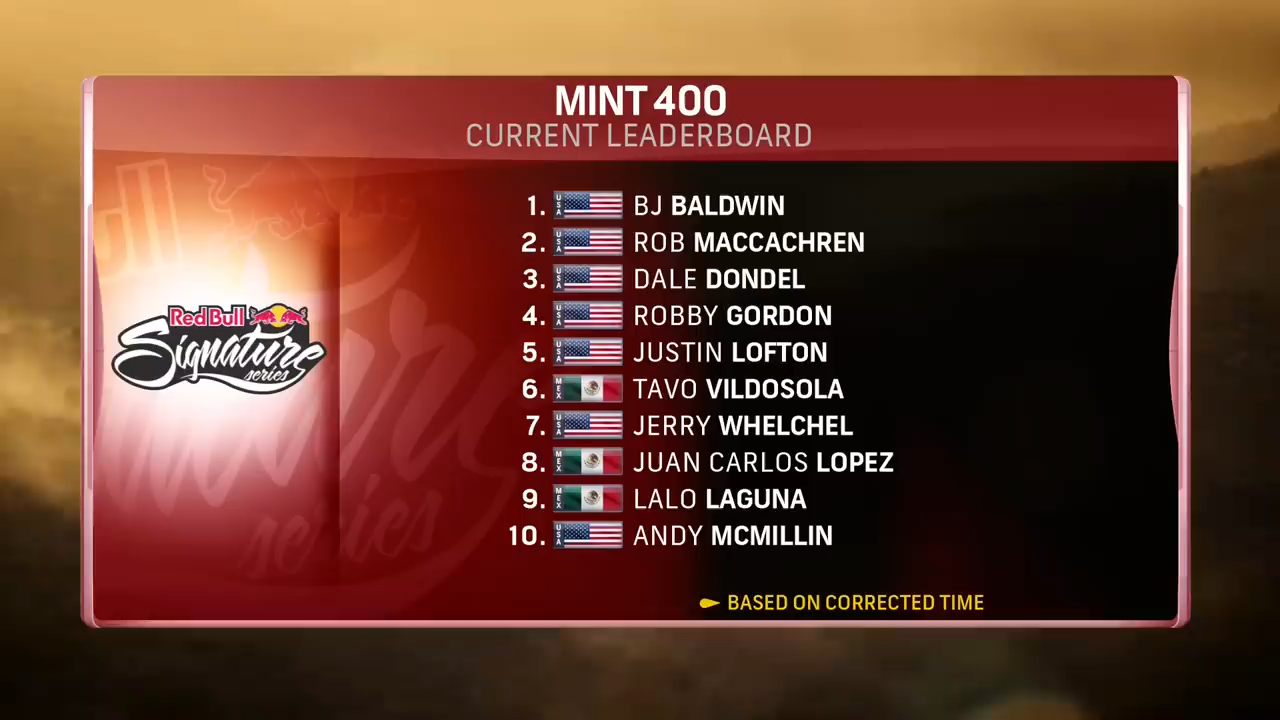 MINT 400
CURRENT LEADERBOARD
1. USA BJ BALDWIN
2. USA ROB MACCACHREN
3. USA DALE DONDEL
4. USA ROBBY GORDON
5. USA JUSTIN LOFTON
6. MEX TAVO VILDOSOLA
7. USA JERRY WHELCHEL
8. MEX JUAN CARLOS LOPEZ
9. MEX LALO LAGUNA
10. USA ANDY MCMILLIN
Red Bull
Signature
series
BASED ON CORRECTED TIME